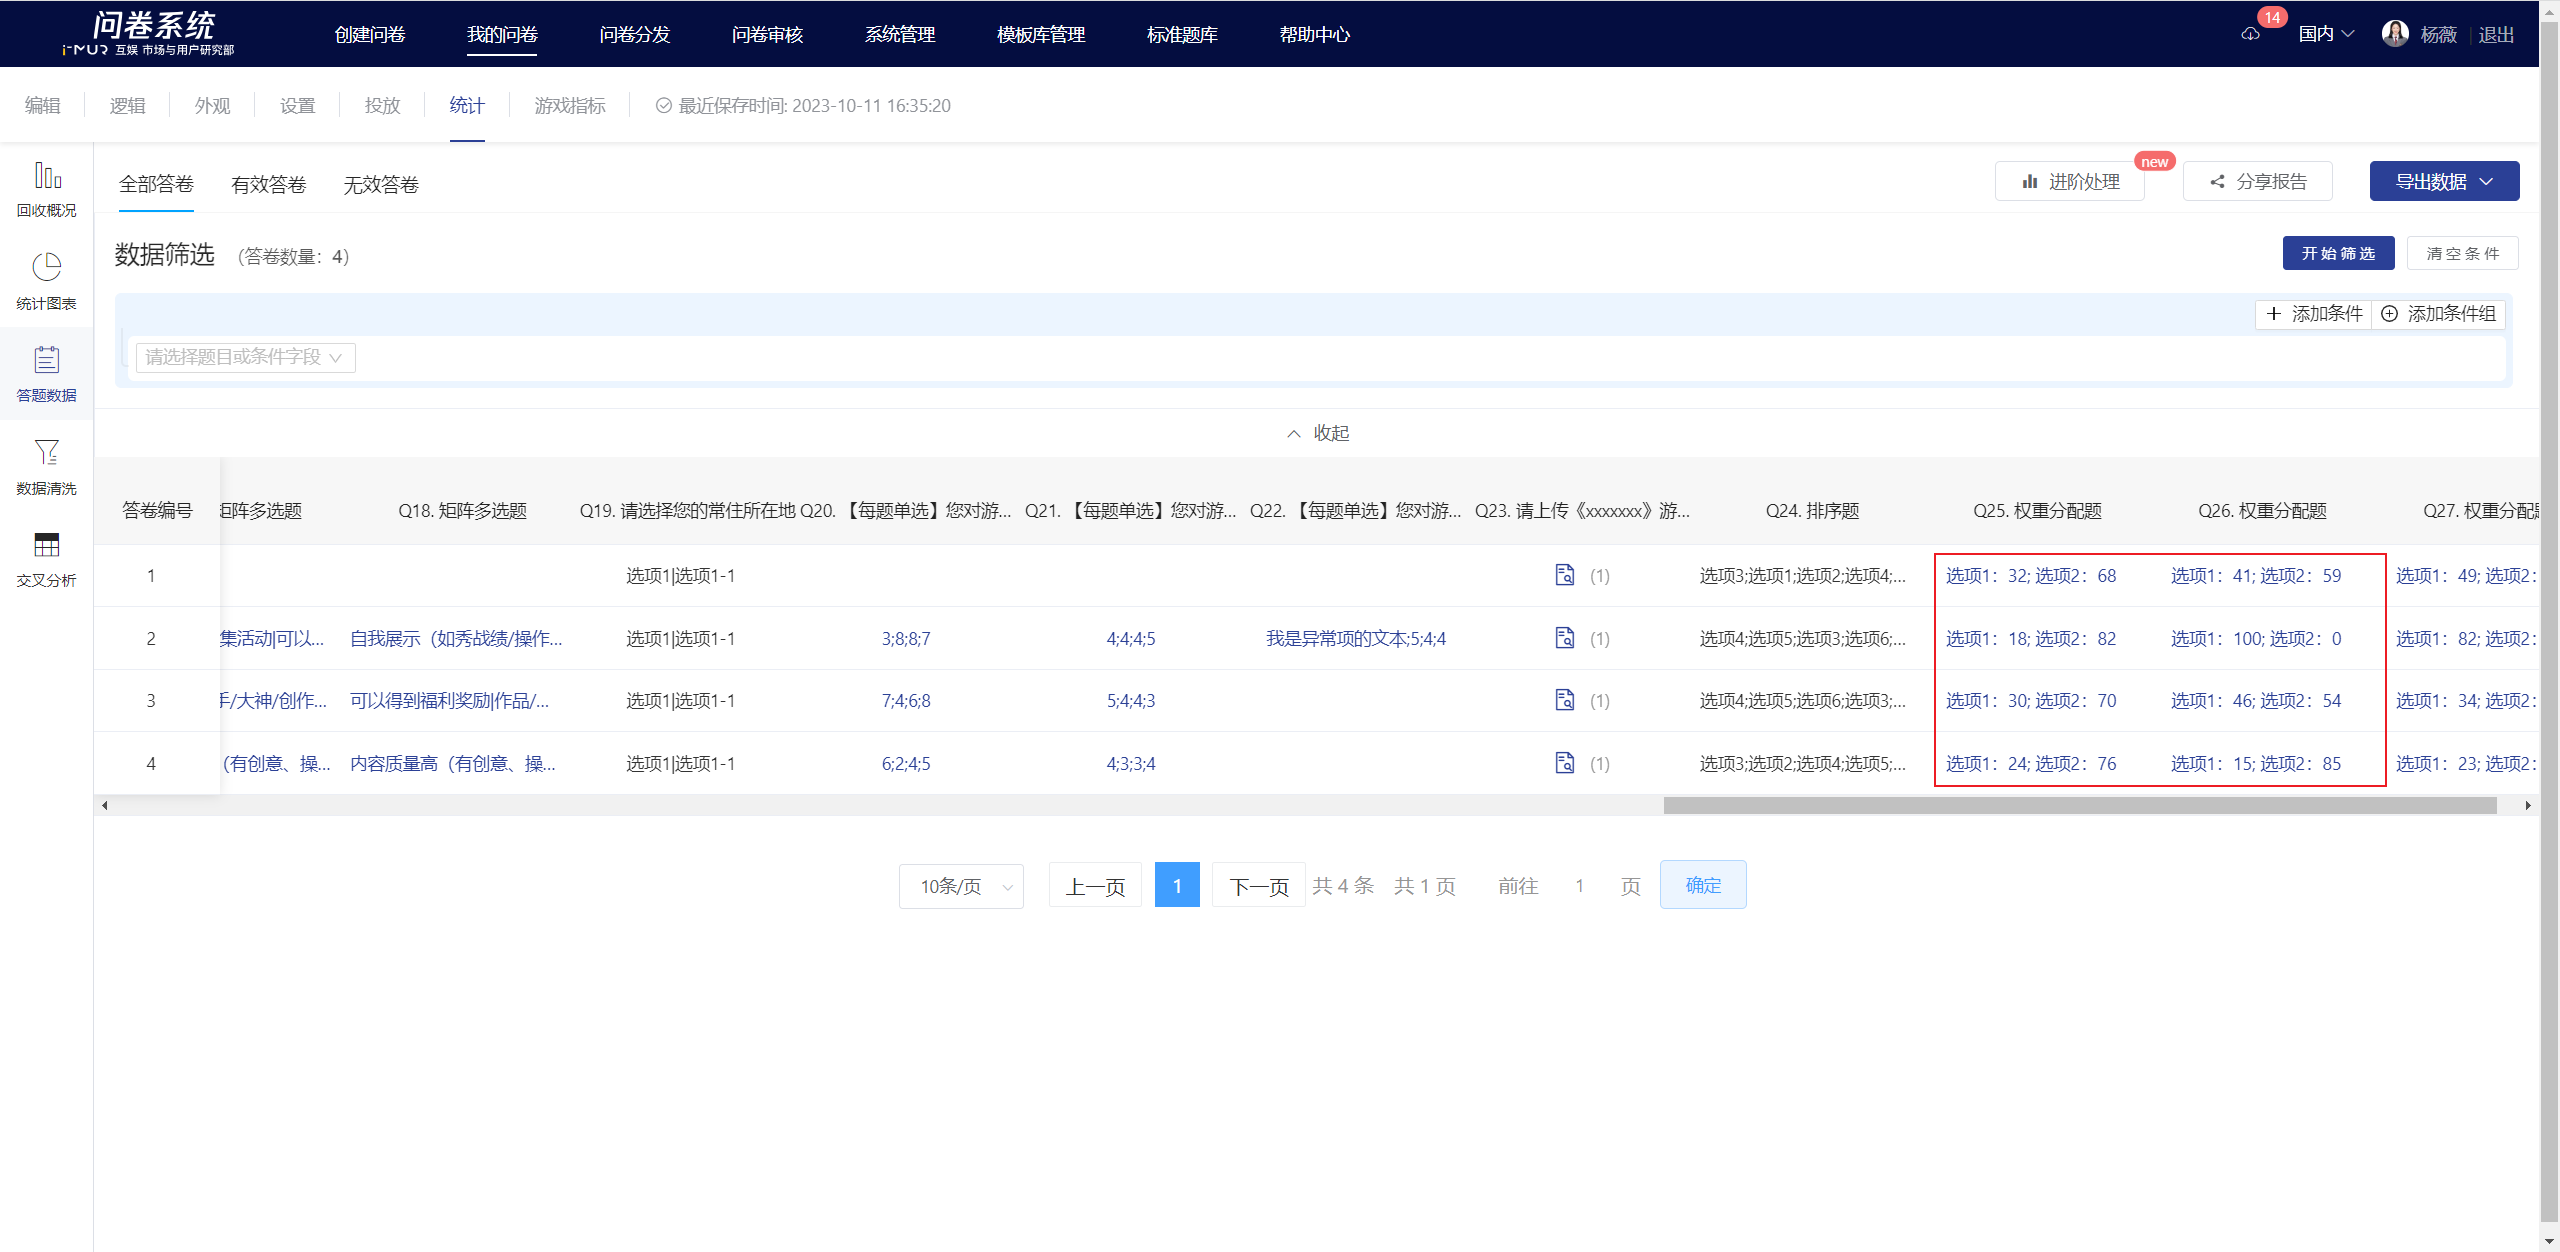 问卷系统
i-MUR 互娱 市场与用户研究部
创建问卷 我的问卷 问卷分发 问卷审核 系统管理 模板库管理 标准题库 帮助中心
14
国内 杨薇 退出
编辑 逻辑 外观 设置 投放 统计 游戏指标 最近保存时间: 2023-10-11 16:35:20
回收概况
统计图表
答题数据
数据清洗
交叉分析
全部答卷 有效答卷 无效答卷
进阶处理 new 分享报告 导出数据
数据筛选 (答卷数量: 4)
开始筛选 清空条件
添加条件 添加条件组
请选择题目或条件字段
收起
答卷编号 矩阵多选题 Q18. 矩阵多选题 Q19. 请选择您的常住所在地 Q20. 【每题单选】您对游... Q21. 【每题单选】您对游... Q22. 【每题单选】您对游... Q23. 请上传《xxxxxxx》游... Q24. 排序题 Q25. 权重分配题 Q26. 权重分配题 Q27. 权重分配题
1 选项1|选项1-1 (1) 选项3;选项1;选项2;选项4;... 选项1：32; 选项2：68 选项1：41; 选项2：59 选项1：49; 选项2：
2 集活动|可以... 自我展示（如秀战绩/操作... 选项1|选项1-1 3;8;8;7 4;4;4;5 我是异常项的文本;5;4;4 (1) 选项4;选项5;选项3;选项6;... 选项1：18; 选项2：82 选项1：100; 选项2：0 选项1：82; 选项2：
3 手/大神/创作... 可以得到福利奖励|作品/... 选项1|选项1-1 7;4;6;8 5;4;4;3 (1) 选项4;选项5;选项6;选项3;... 选项1：30; 选项2：70 选项1：46; 选项2：54 选项1：34; 选项2：
4 （有创意、操... 内容质量高（有创意、操... 选项1|选项1-1 6;2;4;5 4;3;3;4 (1) 选项3;选项2;选项4;选项5;... 选项1：24; 选项2：76 选项1：15; 选项2：85 选项1：23; 选项2：
10条/页 上一页 1 下一页 共 4 条 共 1 页 前往 1 页 确定